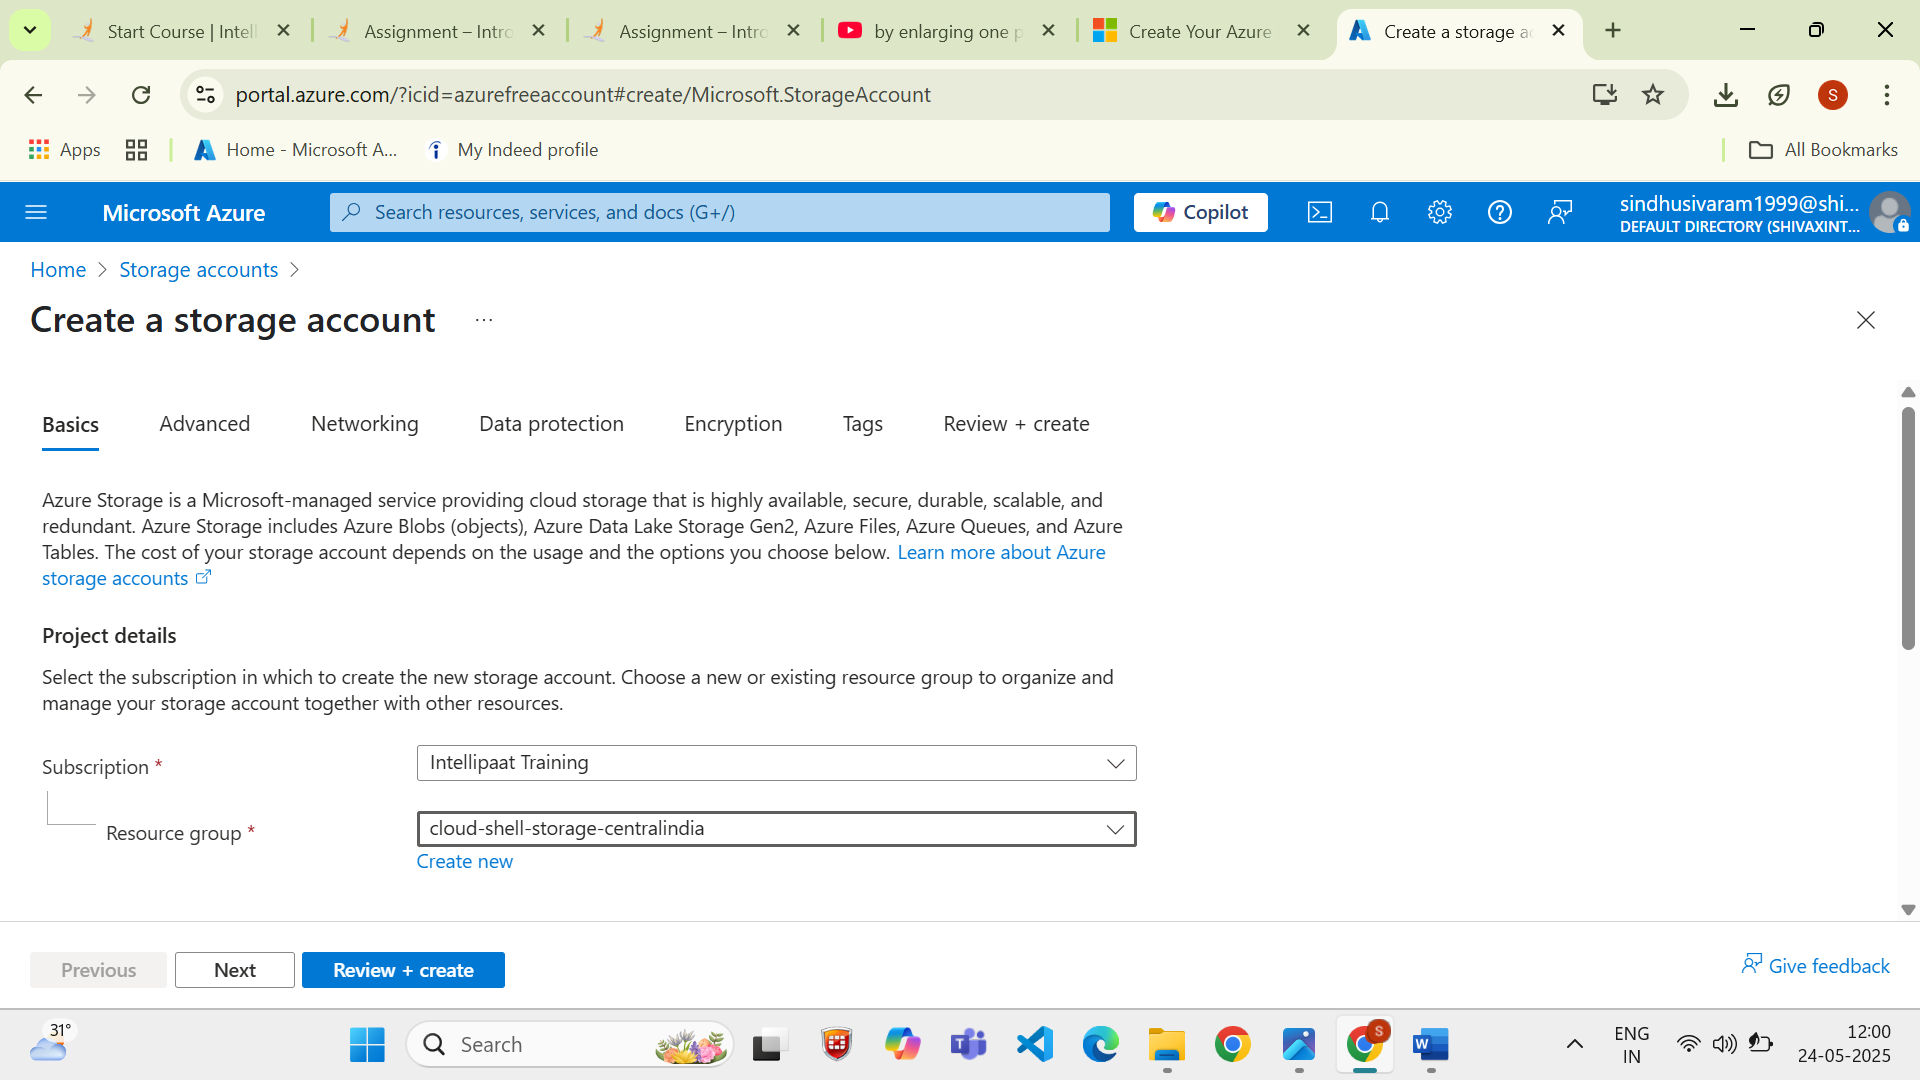 Start Course | Intell
Assignment – Intro
Assignment – Intro
by enlarging one p
Create Your Azure
Create a storage ac
portal.azure.com/?icid=azurefreeaccount#create/Microsoft.StorageAccount
S
Apps
Home - Microsoft A...
My Indeed profile
All Bookmarks
Microsoft Azure
Search resources, services, and docs (G+/)
Copilot
sindhusivaram1999@shi...
DEFAULT DIRECTORY (SHIVAXINT...
Home
Storage accounts
Create a storage account
...
Basics
Advanced
Networking
Data protection
Encryption
Tags
Review + create
Azure Storage is a Microsoft-managed service providing cloud storage that is highly available, secure, durable, scalable, and
redundant. Azure Storage includes Azure Blobs (objects), Azure Data Lake Storage Gen2, Azure Files, Azure Queues, and Azure
Tables. The cost of your storage account depends on the usage and the options you choose below. Learn more about Azure
storage accounts
Project details
Select the subscription in which to create the new storage account. Choose a new or existing resource group to organize and
manage your storage account together with other resources.
Subscription *
Intellipaat Training
Resource group *
cloud-shell-storage-centralindia
Create new
Previous
Next
Review + create
Give feedback
31°
Search
S
ENG
IN
12:00
24-05-2025